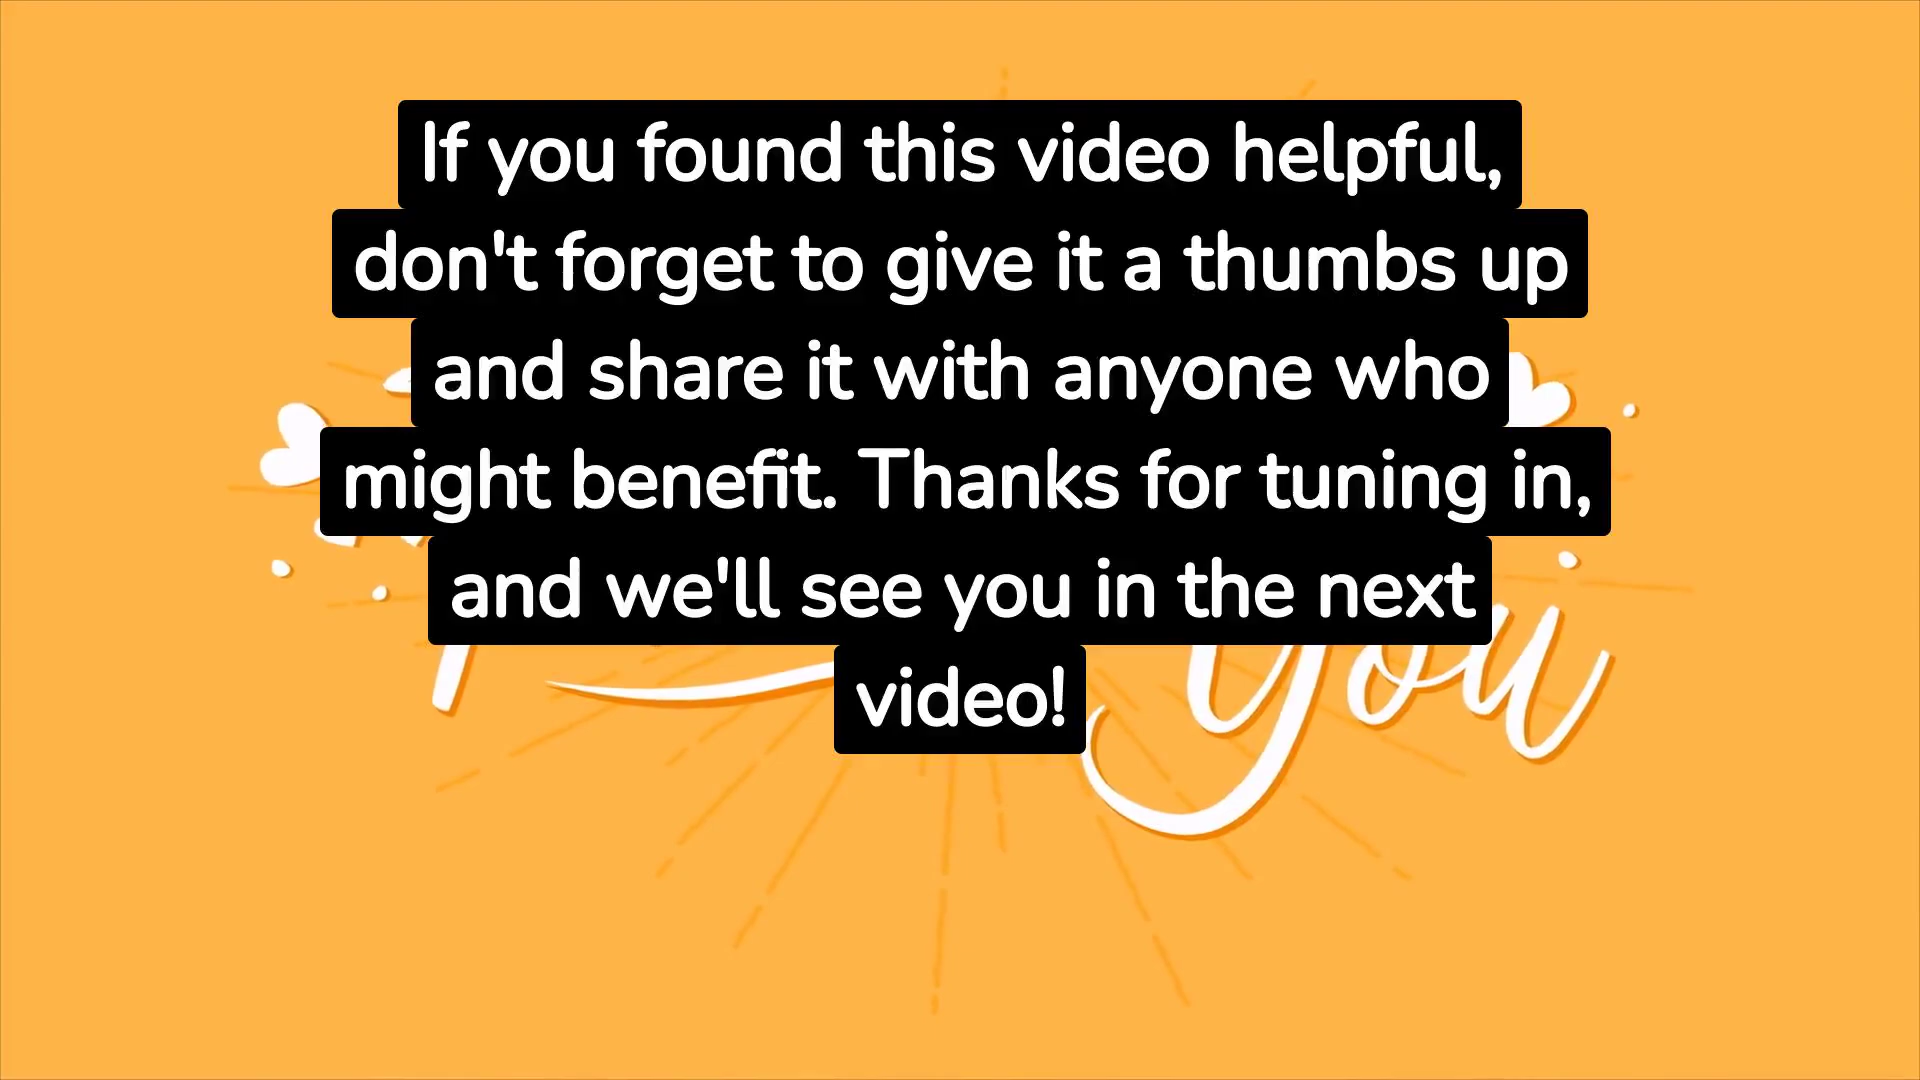 If you found this video helpful,
don't forget to give it a thumbs up
and share it with anyone who
might benefit. Thanks for tuning in,
and we'll see you in the next
video!
You